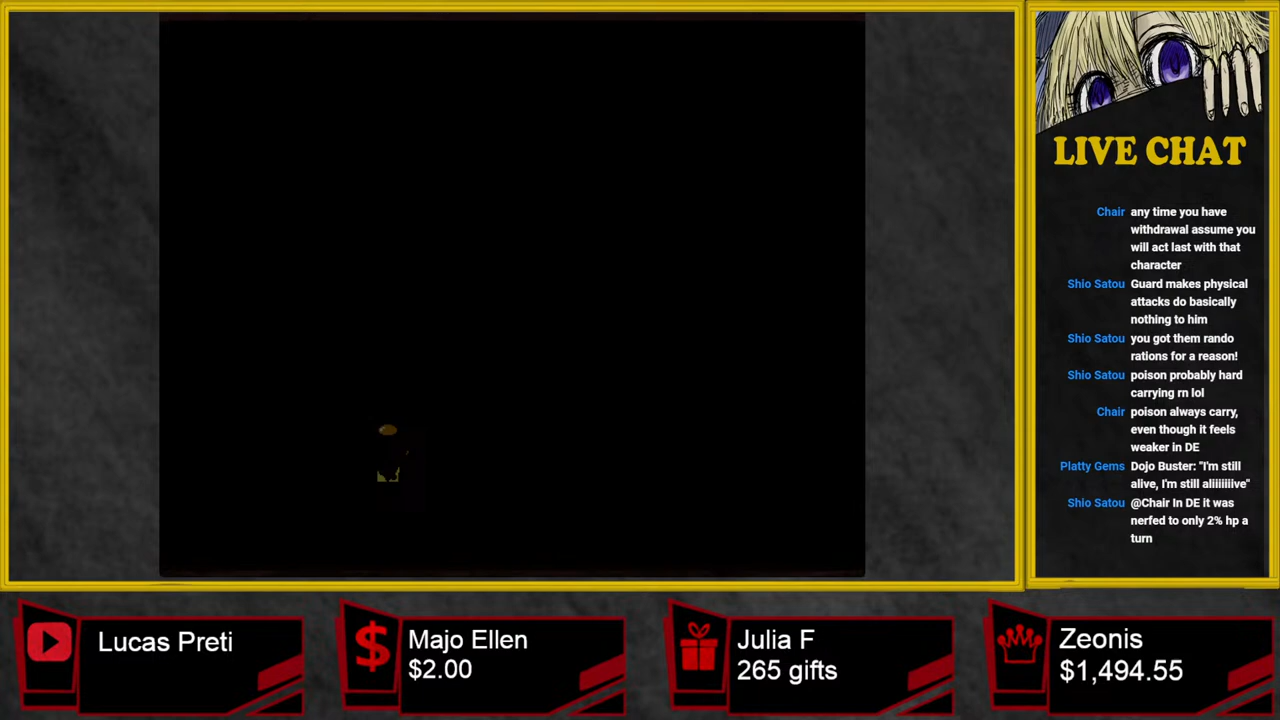 LIVE CHAT
Chair any time you have
withdrawal assume you
will act last with that
character
Shio Satou Guard makes physical
attacks do basically
nothing to him
Shio Satou you got them rando
rations for a reason!
Shio Satou poison probably hard
carrying rn lol
Chair poison always carry,
even though it feels
weaker in DE
Platty Gems Dojo Buster: "I'm still
alive, I'm still aliiiiiiive"
Shio Satou @Chair In DE it was
nerfed to only 2% hp a
turn
Lucas Preti
$
Majo Ellen
$2.00
Julia F
265 gifts
Zeonis
$1,494.55